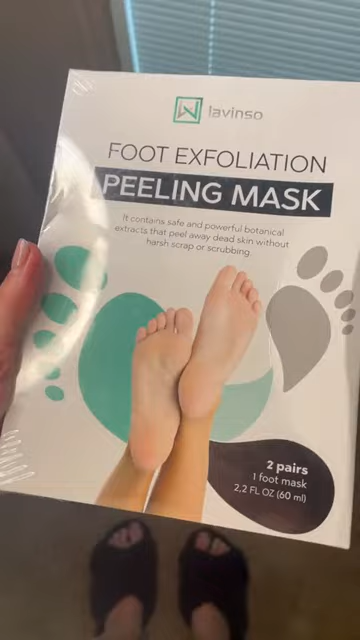 lavinso
FOOT EXFOLIATION
PEELING MASK
It contains safe and powerful botanical
extracts that peel away dead skin without
harsh scrap or scrubbing.
2 pairs
1 foot mask
2,2 FL OZ (60 ml)